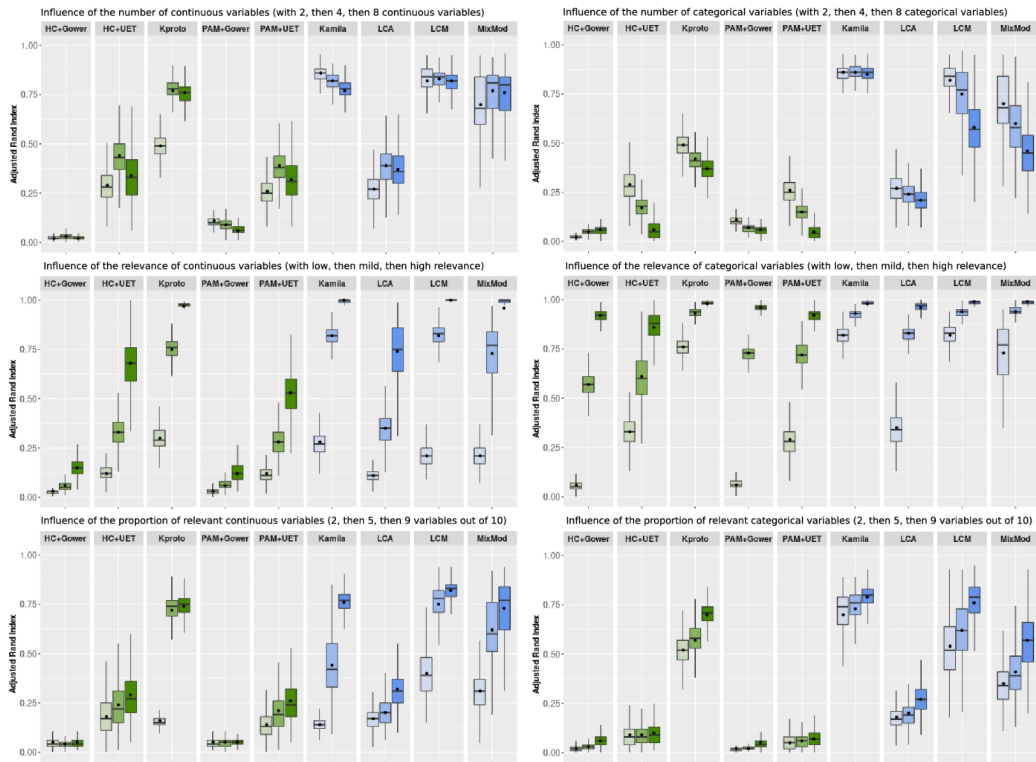 Influence of the number of continuous variables (with 2, then 4, then 8 continuous variables)
HC+Gower HC+UET Kproto PAM+Gower PAM+UET Kamila LCA LCM MixMod
Adjusted Rand Index
1.00
0.75
0.50
0.25
0.00
Influence of the number of categorical variables (with 2, then 4, then 8 categorical variables)
HC+Gower HC+UET Kproto PAM+Gower PAM+UET Kamila LCA LCM MixMod
Adjusted Rand Index
1.00
0.75
0.50
0.25
0.00
Influence of the relevance of continuous variables (with low, then mild, then high relevance)
HC+Gower HC+UET Kproto PAM+Gower PAM+UET Kamila LCA LCM MixMod
Adjusted Rand Index
1.00
0.75
0.50
0.25
0.00
Influence of the relevance of categorical variables (with low, then mild, then high relevance)
HC+Gower HC+UET Kproto PAM+Gower PAM+UET Kamila LCA LCM MixMod
Adjusted Rand Index
1.00
0.75
0.50
0.25
0.00
Influence of the proportion of relevant continuous variables (2, then 5, then 9 variables out of 10)
HC+Gower HC+UET Kproto PAM+Gower PAM+UET Kamila LCA LCM MixMod
Adjusted Rand Index
1.00
0.75
0.50
0.25
0.00
Influence of the proportion of relevant categorical variables (2, then 5, then 9 variables out of 10)
HC+Gower HC+UET Kproto PAM+Gower PAM+UET Kamila LCA LCM MixMod
Adjusted Rand Index
1.00
0.75
0.50
0.25
0.00